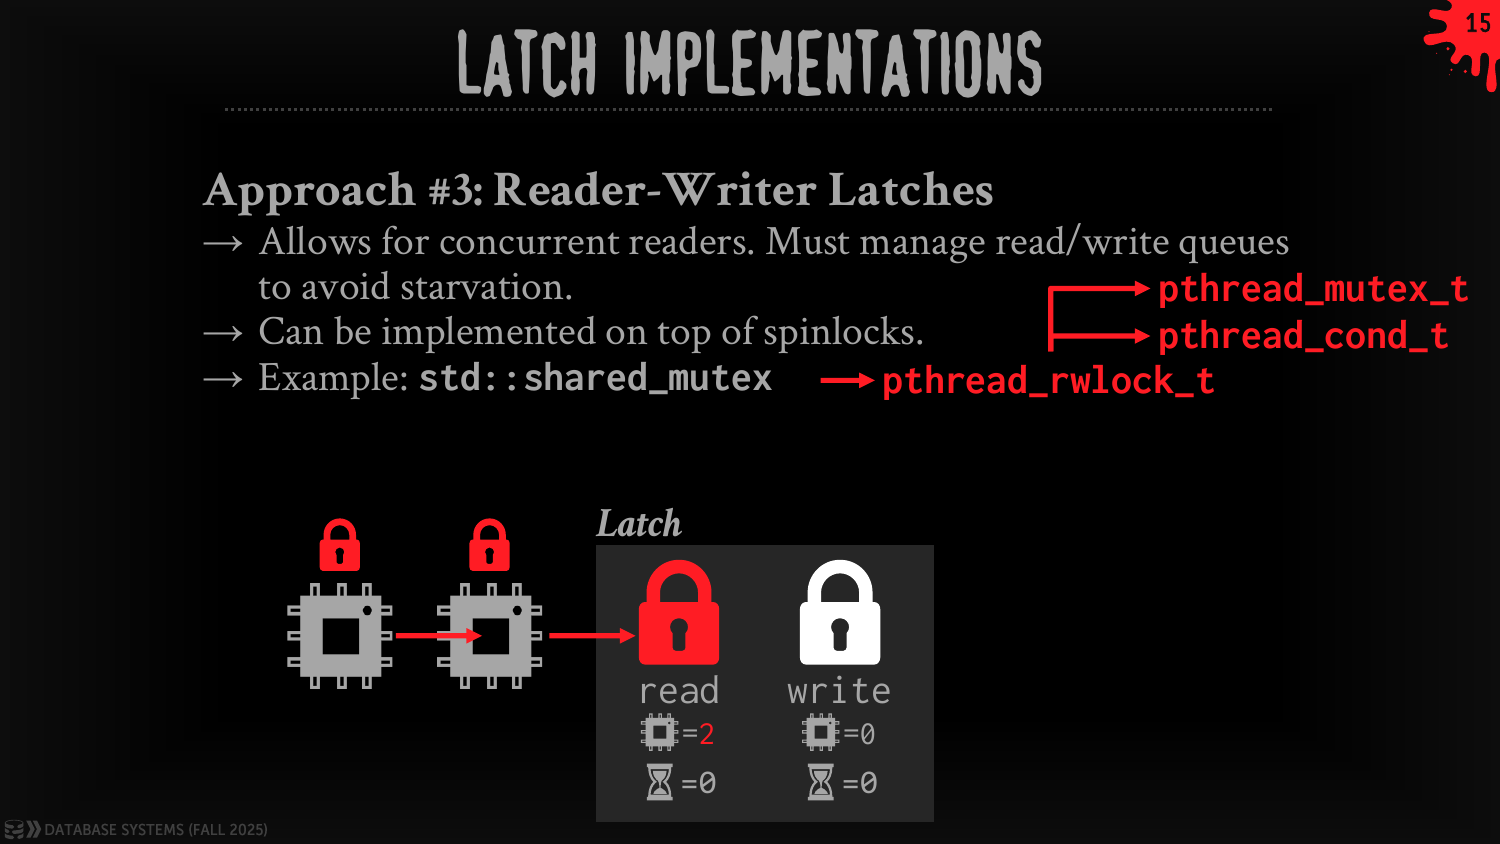 15
LATCH IMPLEMENTATIONS
Approach #3: Reader-Writer Latches
→ Allows for concurrent readers. Must manage read/write queues
to avoid starvation.
pthread_mutex_t
→ Can be implemented on top of spinlocks.
pthread_cond_t
→ Example: std::shared_mutex
pthread_rwlock_t
Latch
read write
=2 =0
=0 =0
DATABASE SYSTEMS (FALL 2025)